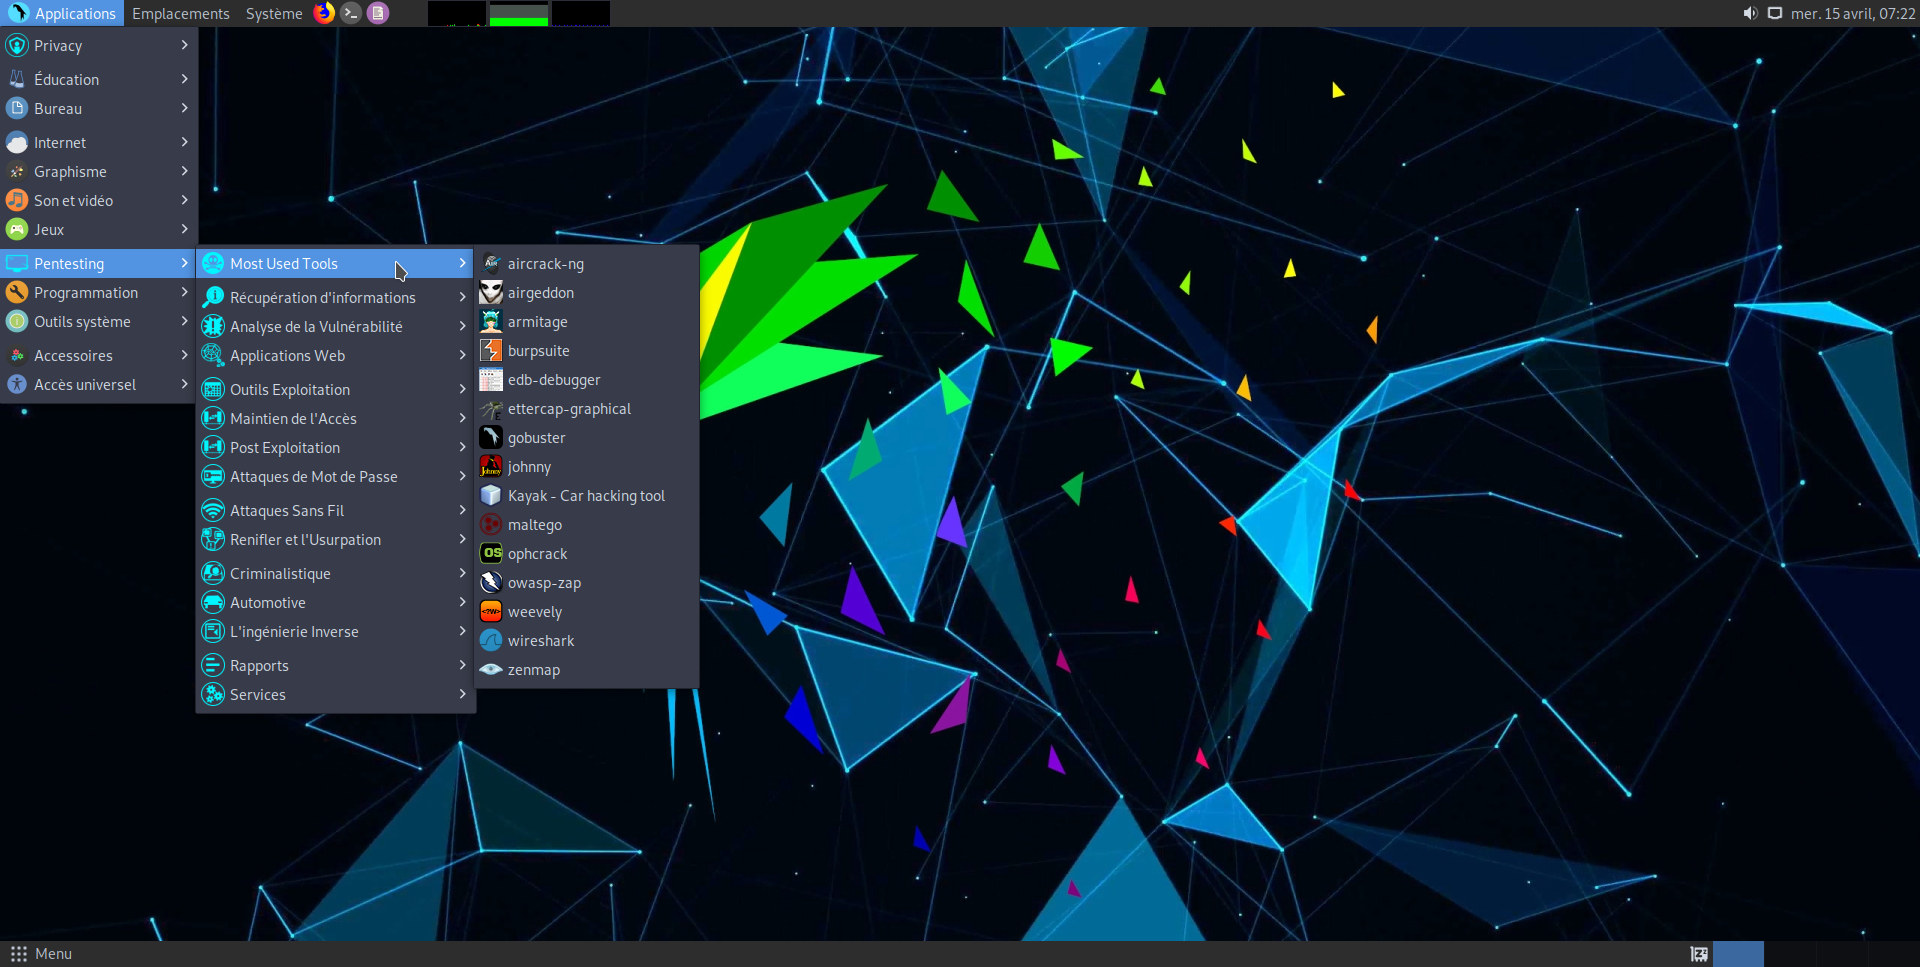 Applications Emplacements Système mer. 15 avril, 07:22
Privacy
Éducation
Bureau
Internet
Graphisme
Son et vidéo
Jeux
Pentesting
Programmation
Outils système
Accessoires
Accès universel
Most Used Tools
Récupération d'informations
Analyse de la Vulnérabilité
Applications Web
Outils Exploitation
Maintien de l'Accès
Post Exploitation
Attaques de Mot de Passe
Attaques Sans Fil
Renifler et l'Usurpation
Criminalistique
Automotive
L'ingénierie Inverse
Rapports
Services
aircrack-ng
airgeddon
armitage
burpsuite
edb-debugger
ettercap-graphical
gobuster
johnny
Kayak - Car hacking tool
maltego
ophcrack
owasp-zap
weevely
wireshark
zenmap
Menu